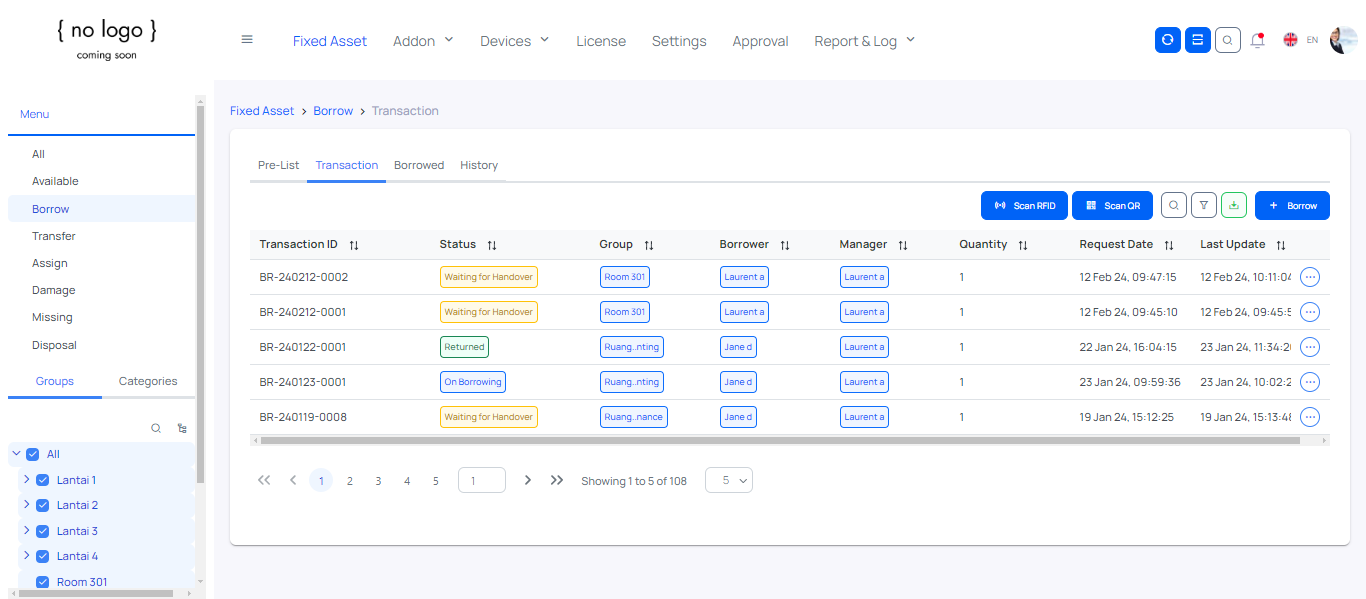 { no logo }
coming soon
Fixed Asset Addon Devices License Settings Approval Report & Log EN
Menu
All
Available
Borrow
Transfer
Assign
Damage
Missing
Disposal
Groups Categories
All
Lantai 1
Lantai 2
Lantai 3
Lantai 4
Room 301
Fixed Asset > Borrow > Transaction
Pre-List Transaction Borrowed History
Scan RFID Scan QR + Borrow
Transaction ID Status Group Borrower Manager Quantity Request Date Last Update
BR-240212-0002 Waiting for Handover Room 301 Laurent a Laurent a 1 12 Feb 24, 09:47:15 12 Feb 24, 10:11:04
BR-240212-0001 Waiting for Handover Room 301 Laurent a Laurent a 1 12 Feb 24, 09:45:10 12 Feb 24, 09:45:5
BR-240122-0001 Returned Ruang..nting Jane d Laurent a 1 22 Jan 24, 16:04:15 23 Jan 24, 11:34:2
BR-240123-0001 On Borrowing Ruang..nting Jane d Laurent a 1 23 Jan 24, 09:59:36 23 Jan 24, 10:02:2
BR-240119-0008 Waiting for Handover Ruang..nance Jane d Laurent a 1 19 Jan 24, 15:12:25 19 Jan 24, 15:13:4
1 2 3 4 5 1 Showing 1 to 5 of 108 5